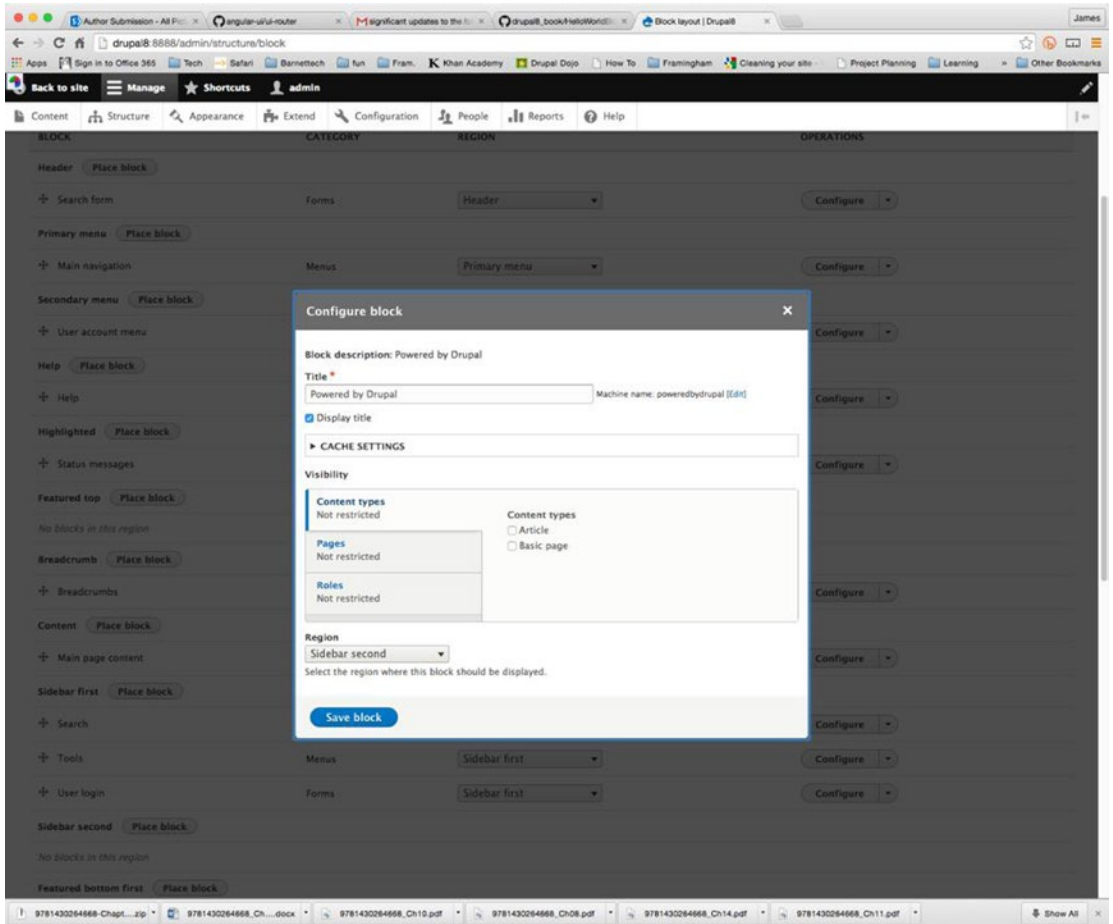 Author Submission - All Pic
angular-ui/ui-router
significant updates to the
drupal8_book/HelloWorld
Block layout | Drupal8
James
drupal8:8888/admin/structure/block
Apps Sign in to Office 365 Tech Safari Barnettech fun Fram. Khan Academy Drupal Dojo How To Framingham Cleaning your site Project Planning Learning » Other Bookmarks
Back to site Manage Shortcuts admin
Content Structure Appearance Extend Configuration People Reports Help
BLOCK CATEGORY REGION OPERATIONS
Header Place block
Search form Forms Header Configure
Primary menu Place block
Main navigation Menus Primary menu Configure
Secondary menu Place block
User account menu Configure
Help Place block
Help Configure
Highlighted Place block
Status messages Configure
Featured top Place block
No blocks in this region
Breadcrumb Place block
Breadcrumbs Configure
Content Place block
Main page content Configure
Sidebar first Place block
Search Configure
Tools Menus Sidebar first Configure
User login Forms Sidebar first Configure
Sidebar second Place block
No blocks in this region
Featured bottom first Place block
Configure block ×
Block description: Powered by Drupal
Title *
Powered by Drupal Machine name: poweredbydrupal [Edit]
Display title
CACHE SETTINGS
Visibility
Content types
Not restricted
Pages
Not restricted
Roles
Not restricted
Content types
Article
Basic page
Region
Sidebar second
Select the region where this block should be displayed.
Save block
9781430264668-Chapt....zip 9781430264668_Ch....docx 9781430264668_Ch10.pdf 9781430264668_Ch08.pdf 9781430264668_Ch14.pdf 9781430264668_Ch11.pdf Show All